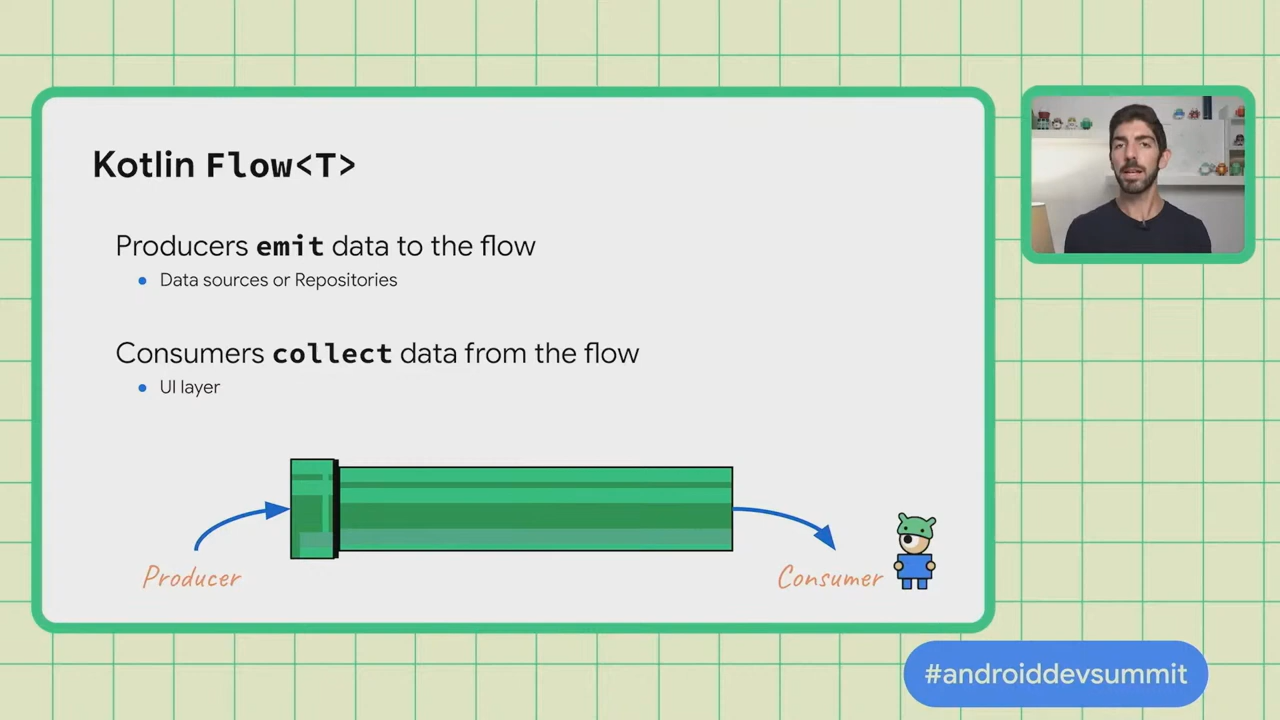 Kotlin Flow<T>
Producers emit data to the flow
Data sources or Repositories
Consumers collect data from the flow
UI layer
Producer
Consumer
#androiddevsummit